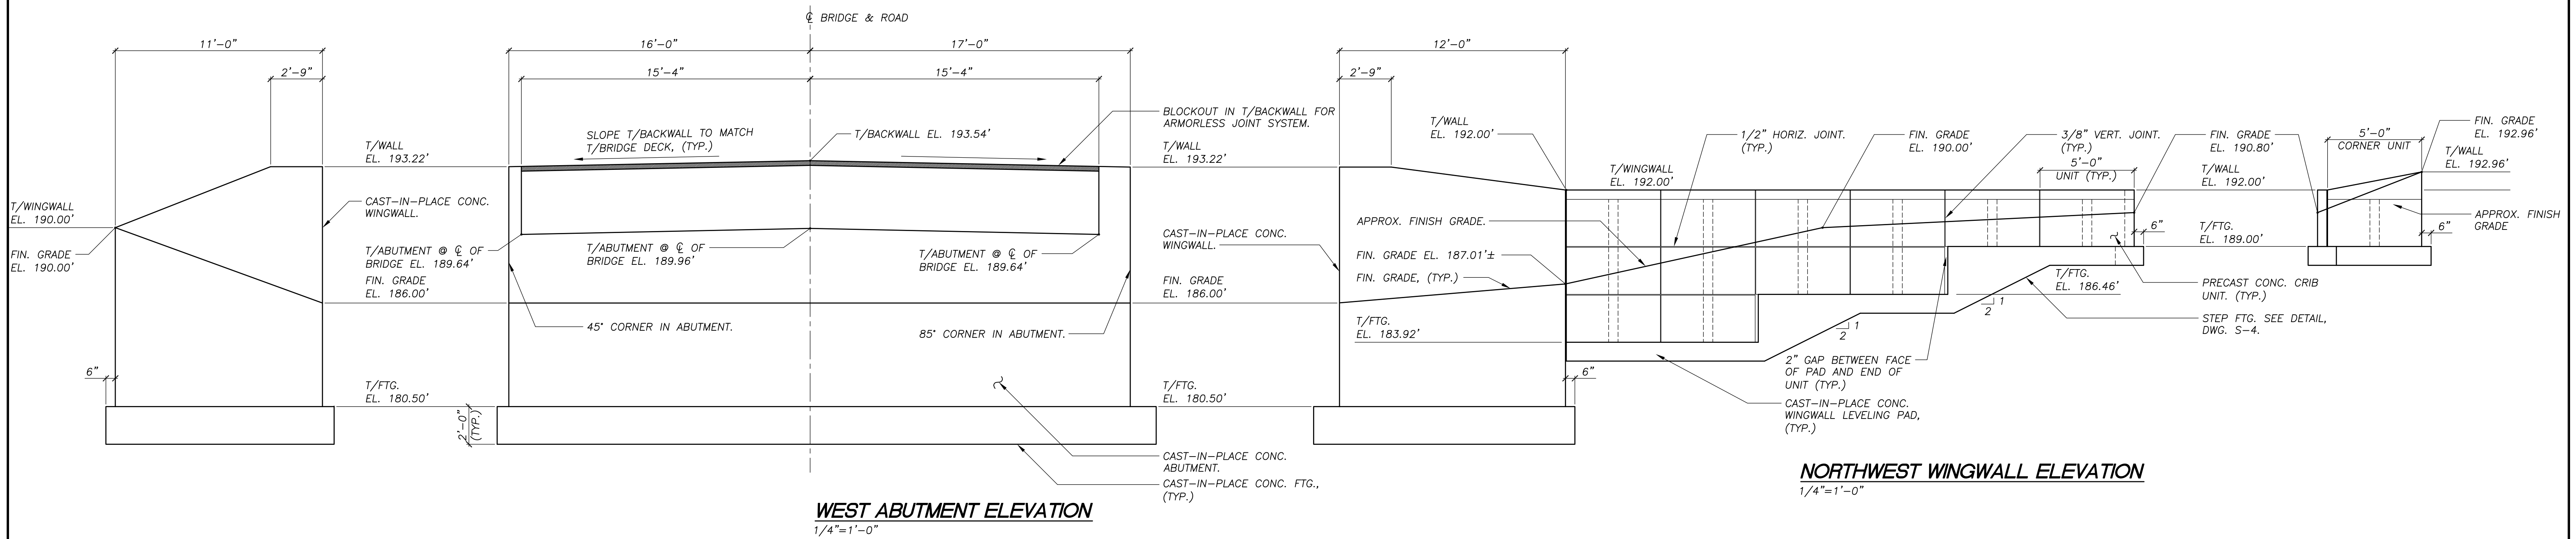 ℄ BRIDGE & ROAD
11'-0"
2'-9"
16'-0"
17'-0"
15'-4"
15'-4"
12'-0"
2'-9"
T/WINGWALL
EL. 190.00'
FIN. GRADE
EL. 190.00'
6"
T/WALL
EL. 193.22'
CAST-IN-PLACE CONC.
WINGWALL.
T/ABUTMENT @ ℄ OF
BRIDGE EL. 189.64'
FIN. GRADE
EL. 186.00'
T/FTG.
EL. 180.50'
2'-0"
(TYP.)
SLOPE T/BACKWALL TO MATCH
T/BRIDGE DECK, (TYP.)
T/BACKWALL EL. 193.54'
T/ABUTMENT @ ℄ OF
BRIDGE EL. 189.96'
T/ABUTMENT @ ℄ OF
BRIDGE EL. 189.64'
45° CORNER IN ABUTMENT.
85° CORNER IN ABUTMENT.
BLOCKOUT IN T/BACKWALL FOR
ARMORLESS JOINT SYSTEM.
T/WALL
EL. 193.22'
CAST-IN-PLACE CONC.
WINGWALL.
FIN. GRADE
EL. 186.00'
T/FTG.
EL. 180.50'
CAST-IN-PLACE CONC.
ABUTMENT.
CAST-IN-PLACE CONC. FTG.,
(TYP.)
WEST ABUTMENT ELEVATION
1/4"=1'-0"
T/WALL
EL. 192.00'
APPROX. FINISH GRADE.
FIN. GRADE EL. 187.01'±
FIN. GRADE, (TYP.)
T/FTG.
EL. 183.92'
6"
T/WINGWALL
EL. 192.00'
1/2" HORIZ. JOINT.
(TYP.)
FIN. GRADE
EL. 190.00'
3/8" VERT. JOINT.
(TYP.)
5'-0"
UNIT (TYP.)
FIN. GRADE
EL. 190.80'
T/WALL
EL. 192.00'
6"
T/FTG.
EL. 189.00'
T/FTG.
EL. 186.46'
1
2
1
2
PRECAST CONC. CRIB
UNIT. (TYP.)
STEP FTG. SEE DETAIL,
DWG. S-4.
2" GAP BETWEEN FACE
OF PAD AND END OF
UNIT (TYP.)
CAST-IN-PLACE CONC.
WINGWALL LEVELING PAD,
(TYP.)
5'-0"
CORNER UNIT
FIN. GRADE
EL. 192.96'
T/WALL
EL. 192.96'
APPROX. FINISH
GRADE
6"
NORTHWEST WINGWALL ELEVATION
1/4"=1'-0"